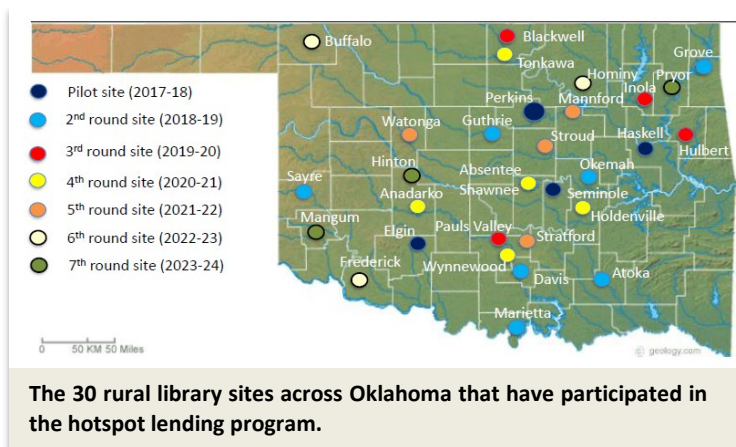 Buffalo
Blackwell
Tonkawa
Grove
Hominy
Pryor
Inola
Perkins
Mannford
Pilot site (2017-18)
2nd round site (2018-19)
3rd round site (2019-20)
4th round site (2020-21)
5th round site (2021-22)
6th round site (2022-23)
7th round site (2023-24)
Watonga
Guthrie
Stroud
Haskell
Hulbert
Hinton
Absentee
Shawnee
Okemah
Sayre
Anadarko
Seminole
Holdenville
Mangum
Elgin
Pauls Valley
Stratford
Frederick
Wynnewood
Davis
Atoka
Marietta
0 50 KM 50 Miles
© geology.com
The 30 rural library sites across Oklahoma that have participated in
the hotspot lending program.